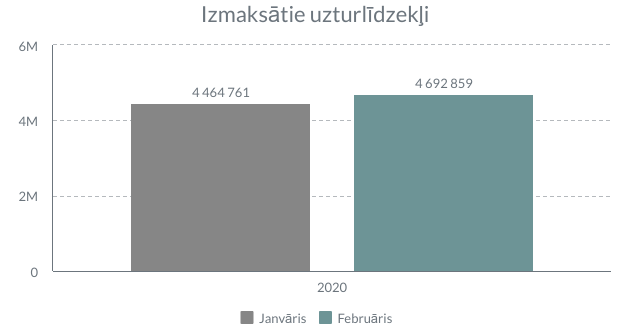 Izmaksātie uzturlīdzekļi
6M
4 692 859
4 464 761
4M
2M
0
2020
Janvāris Februāris